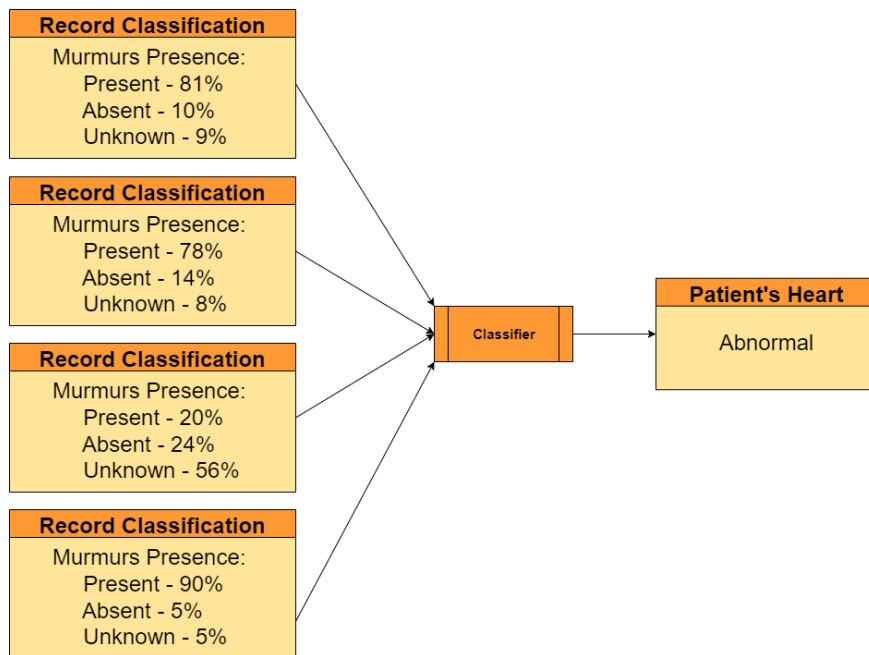 Record Classification
Murmurs Presence:
Present - 81%
Absent - 10%
Unknown - 9%
Record Classification
Murmurs Presence:
Present - 78%
Absent - 14%
Unknown - 8%
Record Classification
Murmurs Presence:
Present - 20%
Absent - 24%
Unknown - 56%
Record Classification
Murmurs Presence:
Present - 90%
Absent - 5%
Unknown - 5%
Classifier
Patient's Heart
Abnormal